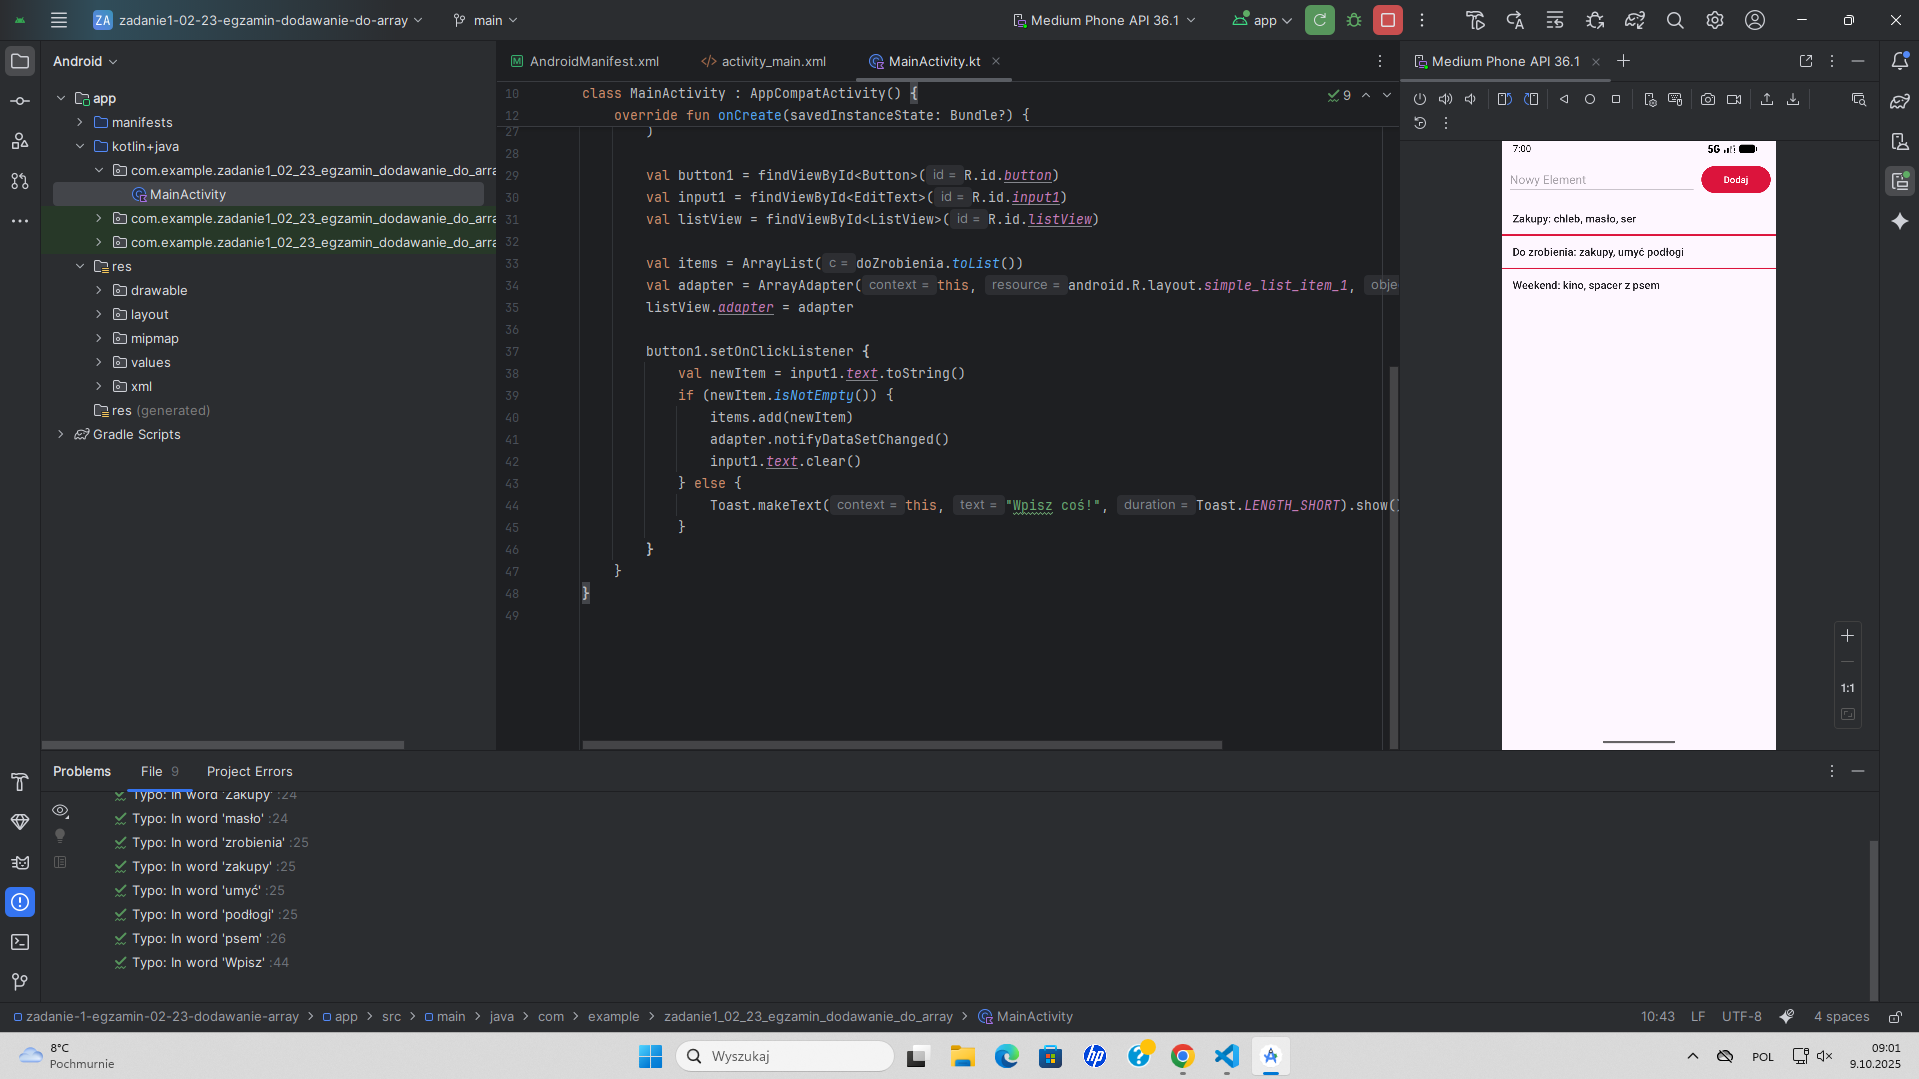 ZA zadanie1-02-23-egzamin-dodawanie-do-array main Medium Phone API 36.1 app
Android
app
manifests
kotlin+java
com.example.zadanie1_02_23_egzamin_dodawanie_do_arra
MainActivity
com.example.zadanie1_02_23_egzamin_dodawanie_do_arra
com.example.zadanie1_02_23_egzamin_dodawanie_do_arra
res
drawable
layout
mipmap
values
xml
res (generated)
Gradle Scripts
AndroidManifest.xml activity_main.xml MainActivity.kt
9
10 class MainActivity : AppCompatActivity() {
12 override fun onCreate(savedInstanceState: Bundle?) {
27 )
28
29 val button1 = findViewById<Button>( id = R.id.button)
30 val input1 = findViewById<EditText>( id = R.id.input1)
31 val listView = findViewById<ListView>( id = R.id.listView)
32
33 val items = ArrayList( c = doZrobienia.toList())
34 val adapter = ArrayAdapter( context = this, resource = android.R.layout.simple_list_item_1, obje
35 listView.adapter = adapter
36
37 button1.setOnClickListener {
38 val newItem = input1.text.toString()
39 if (newItem.isNotEmpty()) {
40 items.add(newItem)
41 adapter.notifyDataSetChanged()
42 input1.text.clear()
43 } else {
44 Toast.makeText( context = this, text = "Wpisz coś!", duration = Toast.LENGTH_SHORT).show()
45 }
46 }
47 }
48 }
49
Medium Phone API 36.1
7:00 5G
Nowy Element Dodaj
Zakupy: chleb, masło, ser
Do zrobienia: zakupy, umyć podłogi
Weekend: kino, spacer z psem
1:1
Problems File 9 Project Errors
Typo: In word 'Zakupy' :24
Typo: In word 'masło' :24
Typo: In word 'zrobienia' :25
Typo: In word 'zakupy' :25
Typo: In word 'umyć' :25
Typo: In word 'podłogi' :25
Typo: In word 'psem' :26
Typo: In word 'Wpisz' :44
zadanie-1-egzamin-02-23-dodawanie-array > app > src > main > java > com > example > zadanie1_02_23_egzamin_dodawanie_do_array > MainActivity
10:43 LF UTF-8 4 spaces
8°C
Pochmurnie
Wyszukaj
hp
POL
09:01
9.10.2025